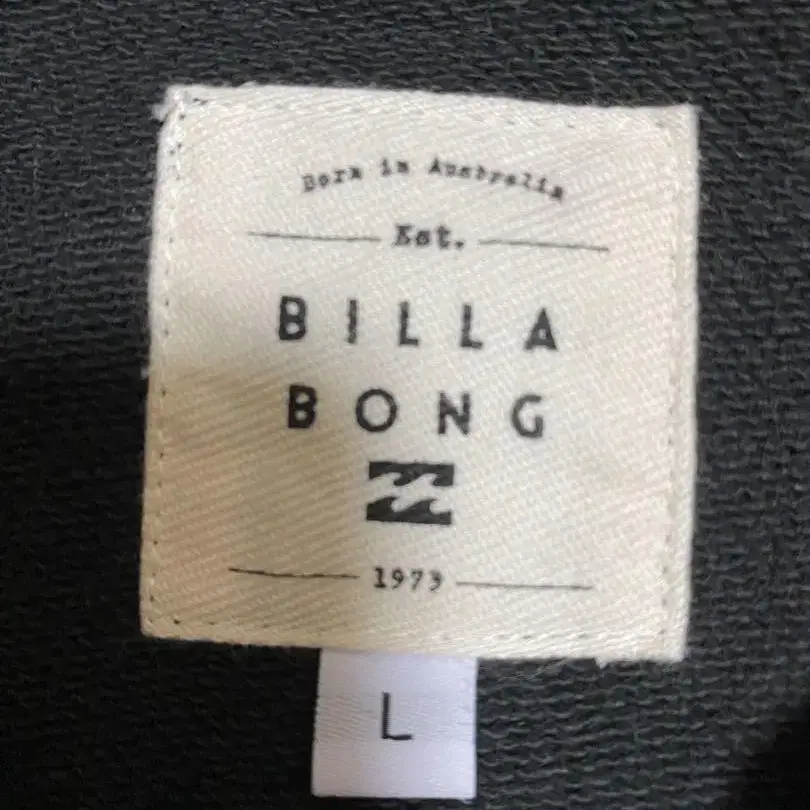 Born in Australia
Est.
BILLA
BONG
1973
L